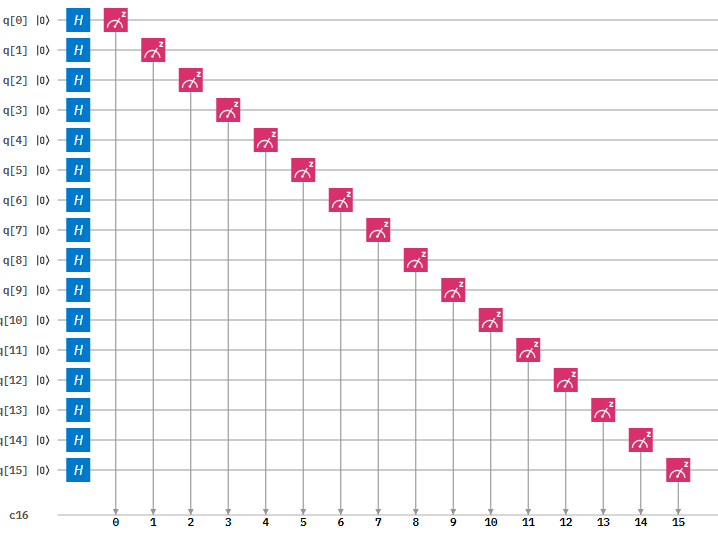 q[0] |0⟩ H z
q[1] |0⟩ H z
q[2] |0⟩ H z
q[3] |0⟩ H z
q[4] |0⟩ H z
q[5] |0⟩ H z
q[6] |0⟩ H z
q[7] |0⟩ H z
q[8] |0⟩ H z
q[9] |0⟩ H z
q[10] |0⟩ H z
q[11] |0⟩ H z
q[12] |0⟩ H z
q[13] |0⟩ H z
q[14] |0⟩ H z
q[15] |0⟩ H z
c16
0 1 2 3 4 5 6 7 8 9 10 11 12 13 14 15